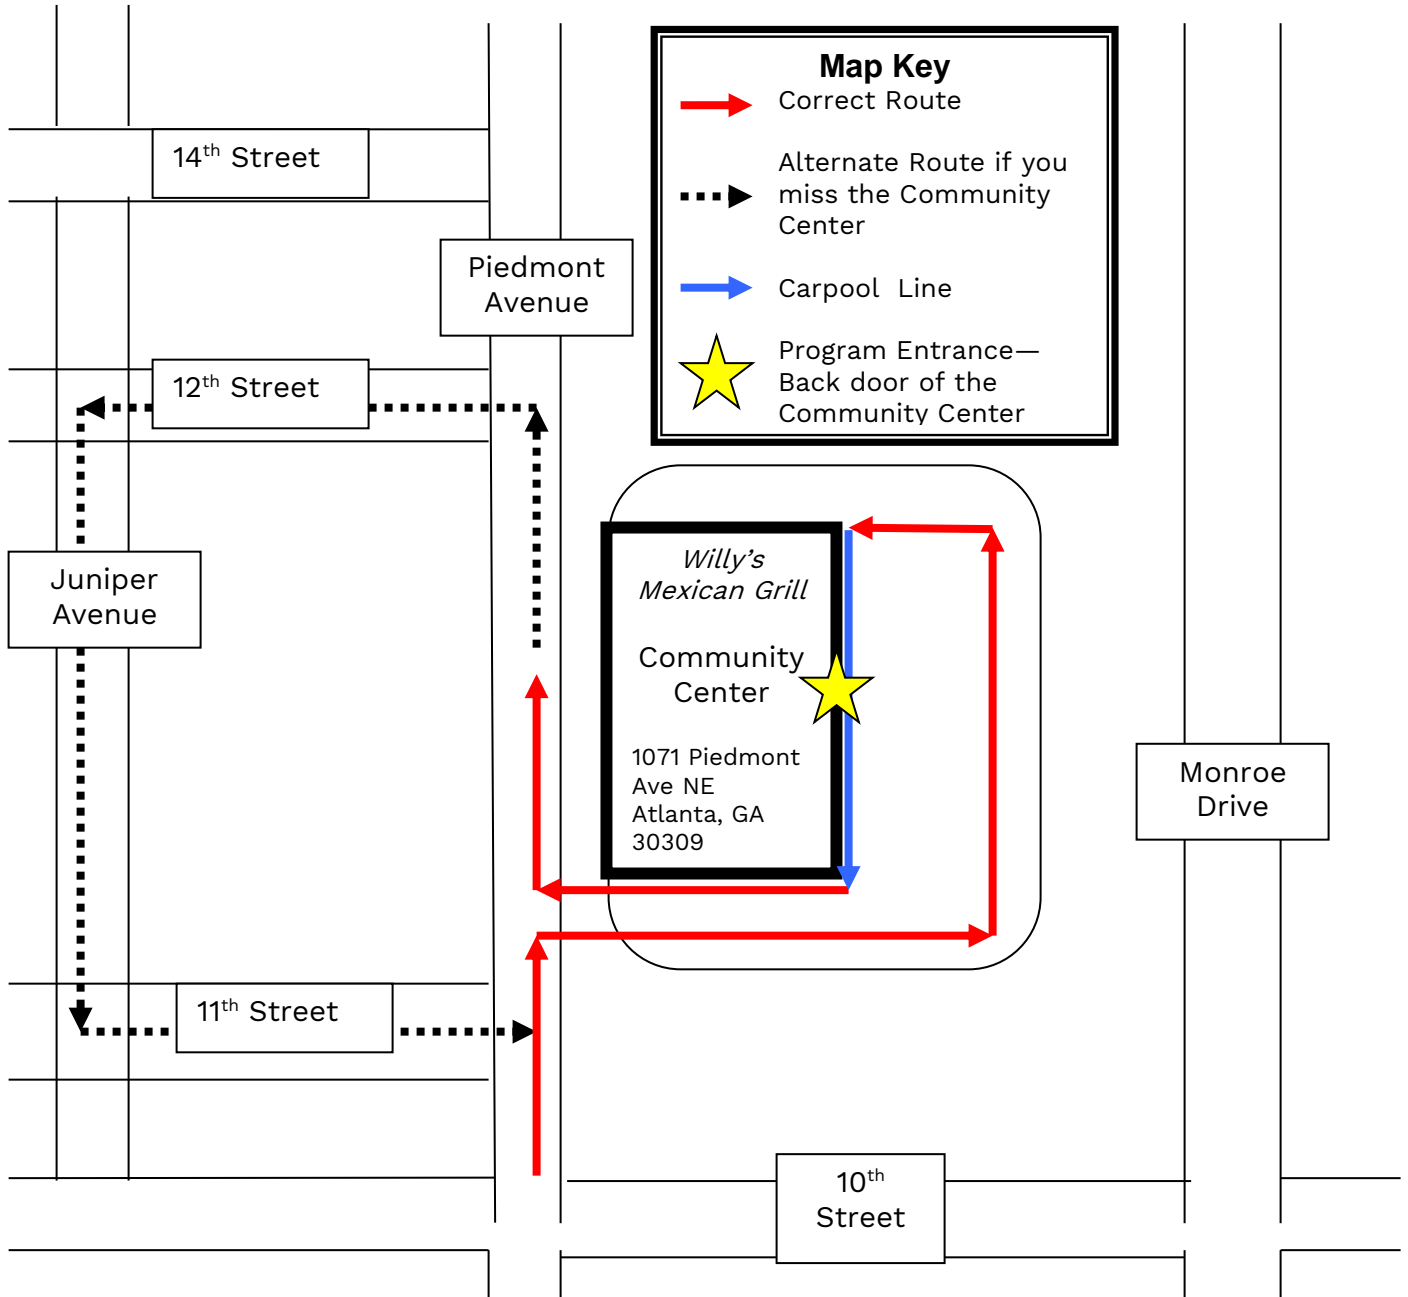 Map Key
Correct Route
Alternate Route if you
miss the Community
Center
Carpool  Line
Program Entrance—
Back door of the
Community Center
14th Street
Piedmont
Avenue
12th Street
Juniper
Avenue
Willy's
Mexican Grill
Community
Center
1071 Piedmont
Ave NE
Atlanta, GA
30309
Monroe
Drive
11th Street
10th
Street